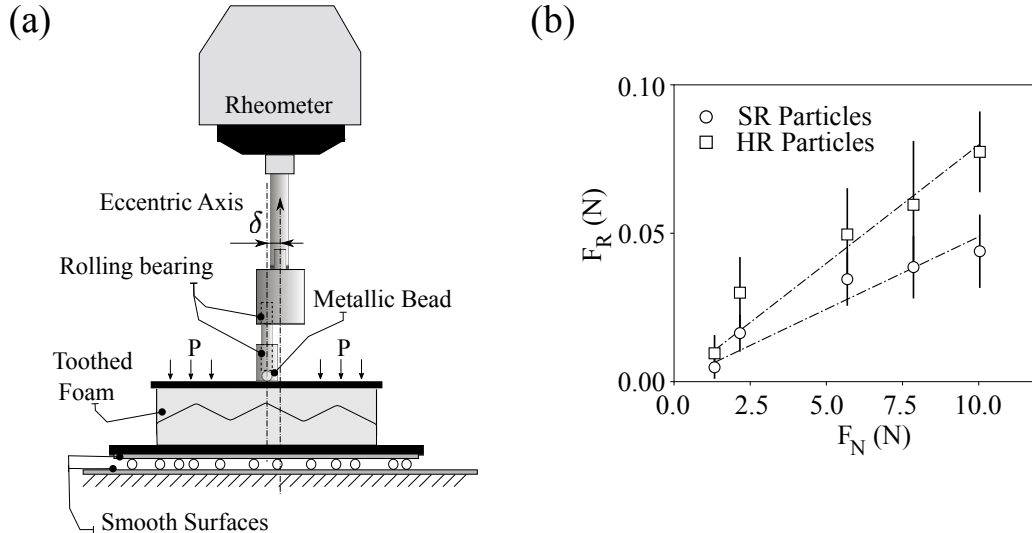 (a)
Rheometer
Eccentric Axis
δ
Rolling bearing
Metallic Bead
P
P
Toothed
Foam
Smooth Surfaces
(b)
0.10
SR Particles
HR Particles
F_R (N)
0.05
0.00
0.0 2.5 5.0 7.5 10.0
F_N (N)